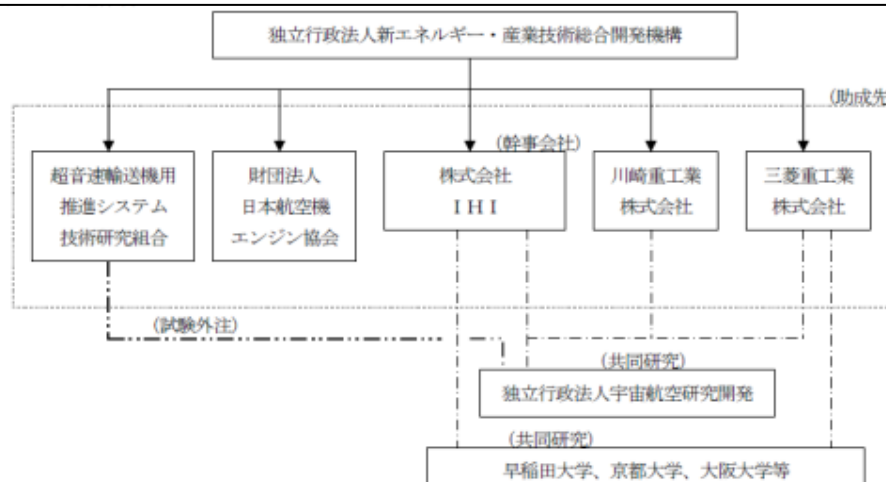 独立行政法人新エネルギー・産業技術総合開発機構
(助成先
(幹事会社)
超音速輸送機用
推進システム
技術研究組合
財団法人
日本航空機
エンジン協会
株式会社
ＩＨＩ
川崎重工業
株式会社
三菱重工業
株式会社
(試験外注)
(共同研究)
独立行政法人宇宙航空研究開発
(共同研究)
早稲田大学、京都大学、大阪大学等